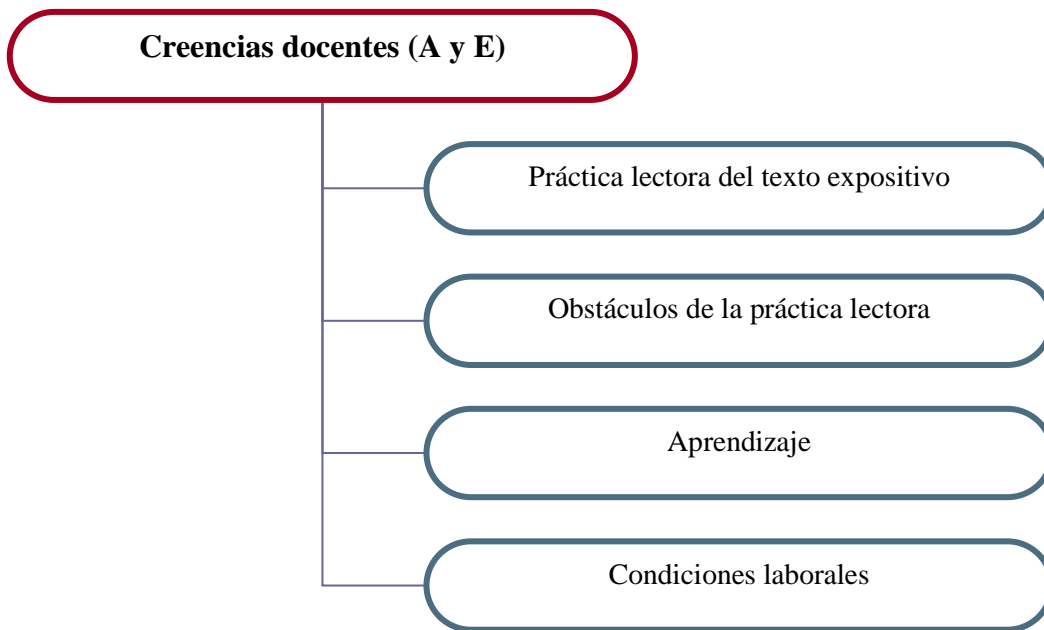 Creencias docentes (A y E)
Práctica lectora del texto expositivo
Obstáculos de la práctica lectora
Aprendizaje
Condiciones laborales